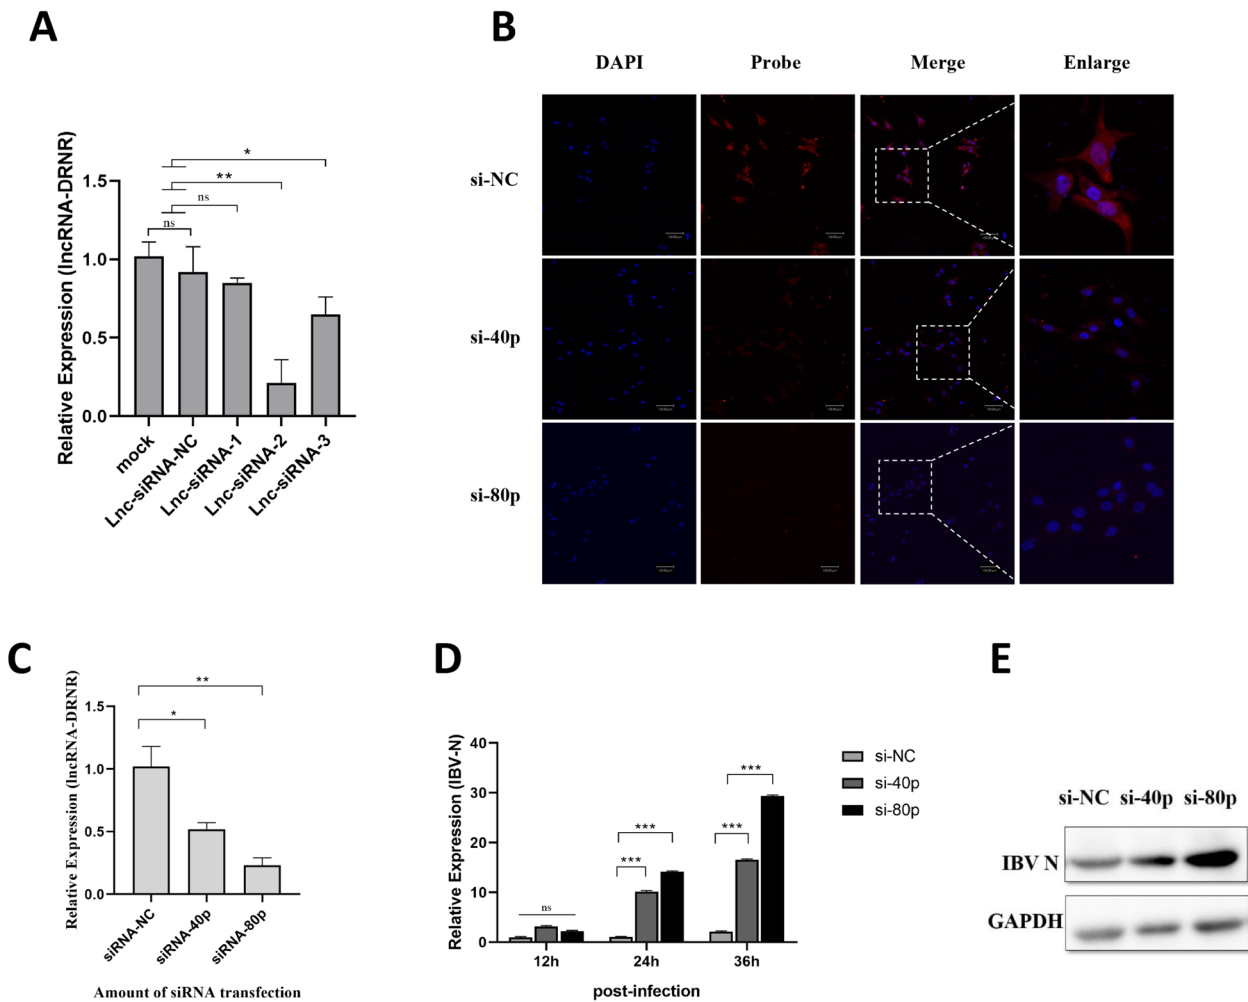 A
Relative Expression (lncRNA-DRNR)
1.5
1.0
0.5
0.0
*
**
ns
ns
mock
Lnc-siRNA-NC
Lnc-siRNA-1
Lnc-siRNA-2
Lnc-siRNA-3
B
DAPI Probe Merge Enlarge
si-NC
si-40p
si-80p
C
Relative Expression (lncRNA-DRNR)
1.5
1.0
0.5
0.0
**
*
siRNA-NC
siRNA-40p
siRNA-80p
Amount of siRNA transfection
D
Relative Expression (IBV-N)
40
30
20
10
0
ns
***
***
***
***
12h 24h 36h
post-infection
si-NC
si-40p
si-80p
E
si-NC si-40p si-80p
IBV N
GAPDH